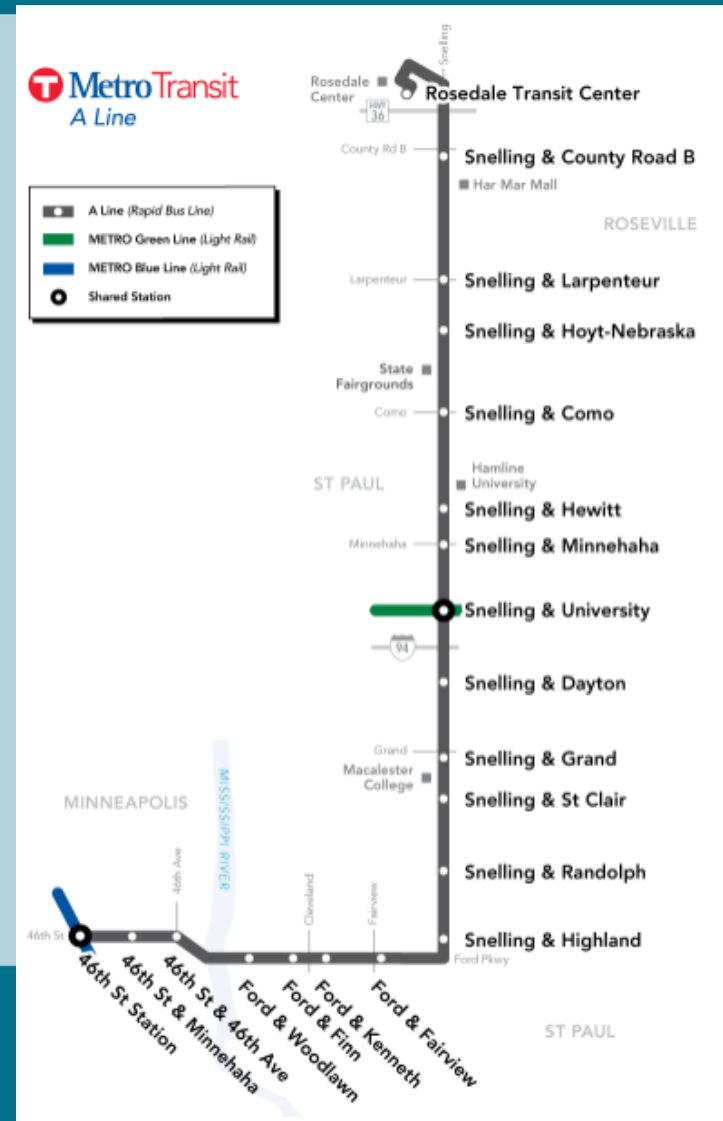 T MetroTransit
A Line
A Line (Rapid Bus Line)
METRO Green Line (Light Rail)
METRO Blue Line (Light Rail)
Shared Station
Snelling
Rosedale
Center
Rosedale Transit Center
HWY
36
County Rd B
Snelling & County Road B
Har Mar Mall
ROSEVILLE
Larpenteur
Snelling & Larpenteur
Snelling & Hoyt-Nebraska
State
Fairgrounds
Como
Snelling & Como
ST PAUL
Hamline
University
Snelling & Hewitt
Minnehaha
Snelling & Minnehaha
Snelling & University
94
Snelling & Dayton
Grand
Snelling & Grand
Macalester
College
Snelling & St Clair
MINNEAPOLIS
MISSISSIPPI RIVER
Snelling & Randolph
46th Ave
Cleveland
Fairview
Snelling & Highland
46th St
Ford Pkwy
46th St Station
46th St & Minnehaha
46th St & 46th Ave
Ford & Woodlawn
Ford & Finn
Ford & Kenneth
Ford & Fairview
ST PAUL